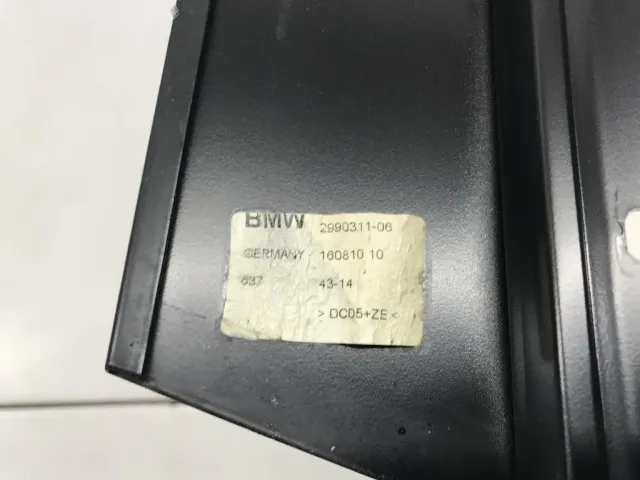 BMW 2990311-06
GERMANY 160810 10
637 43-14
> DC05+ZE <